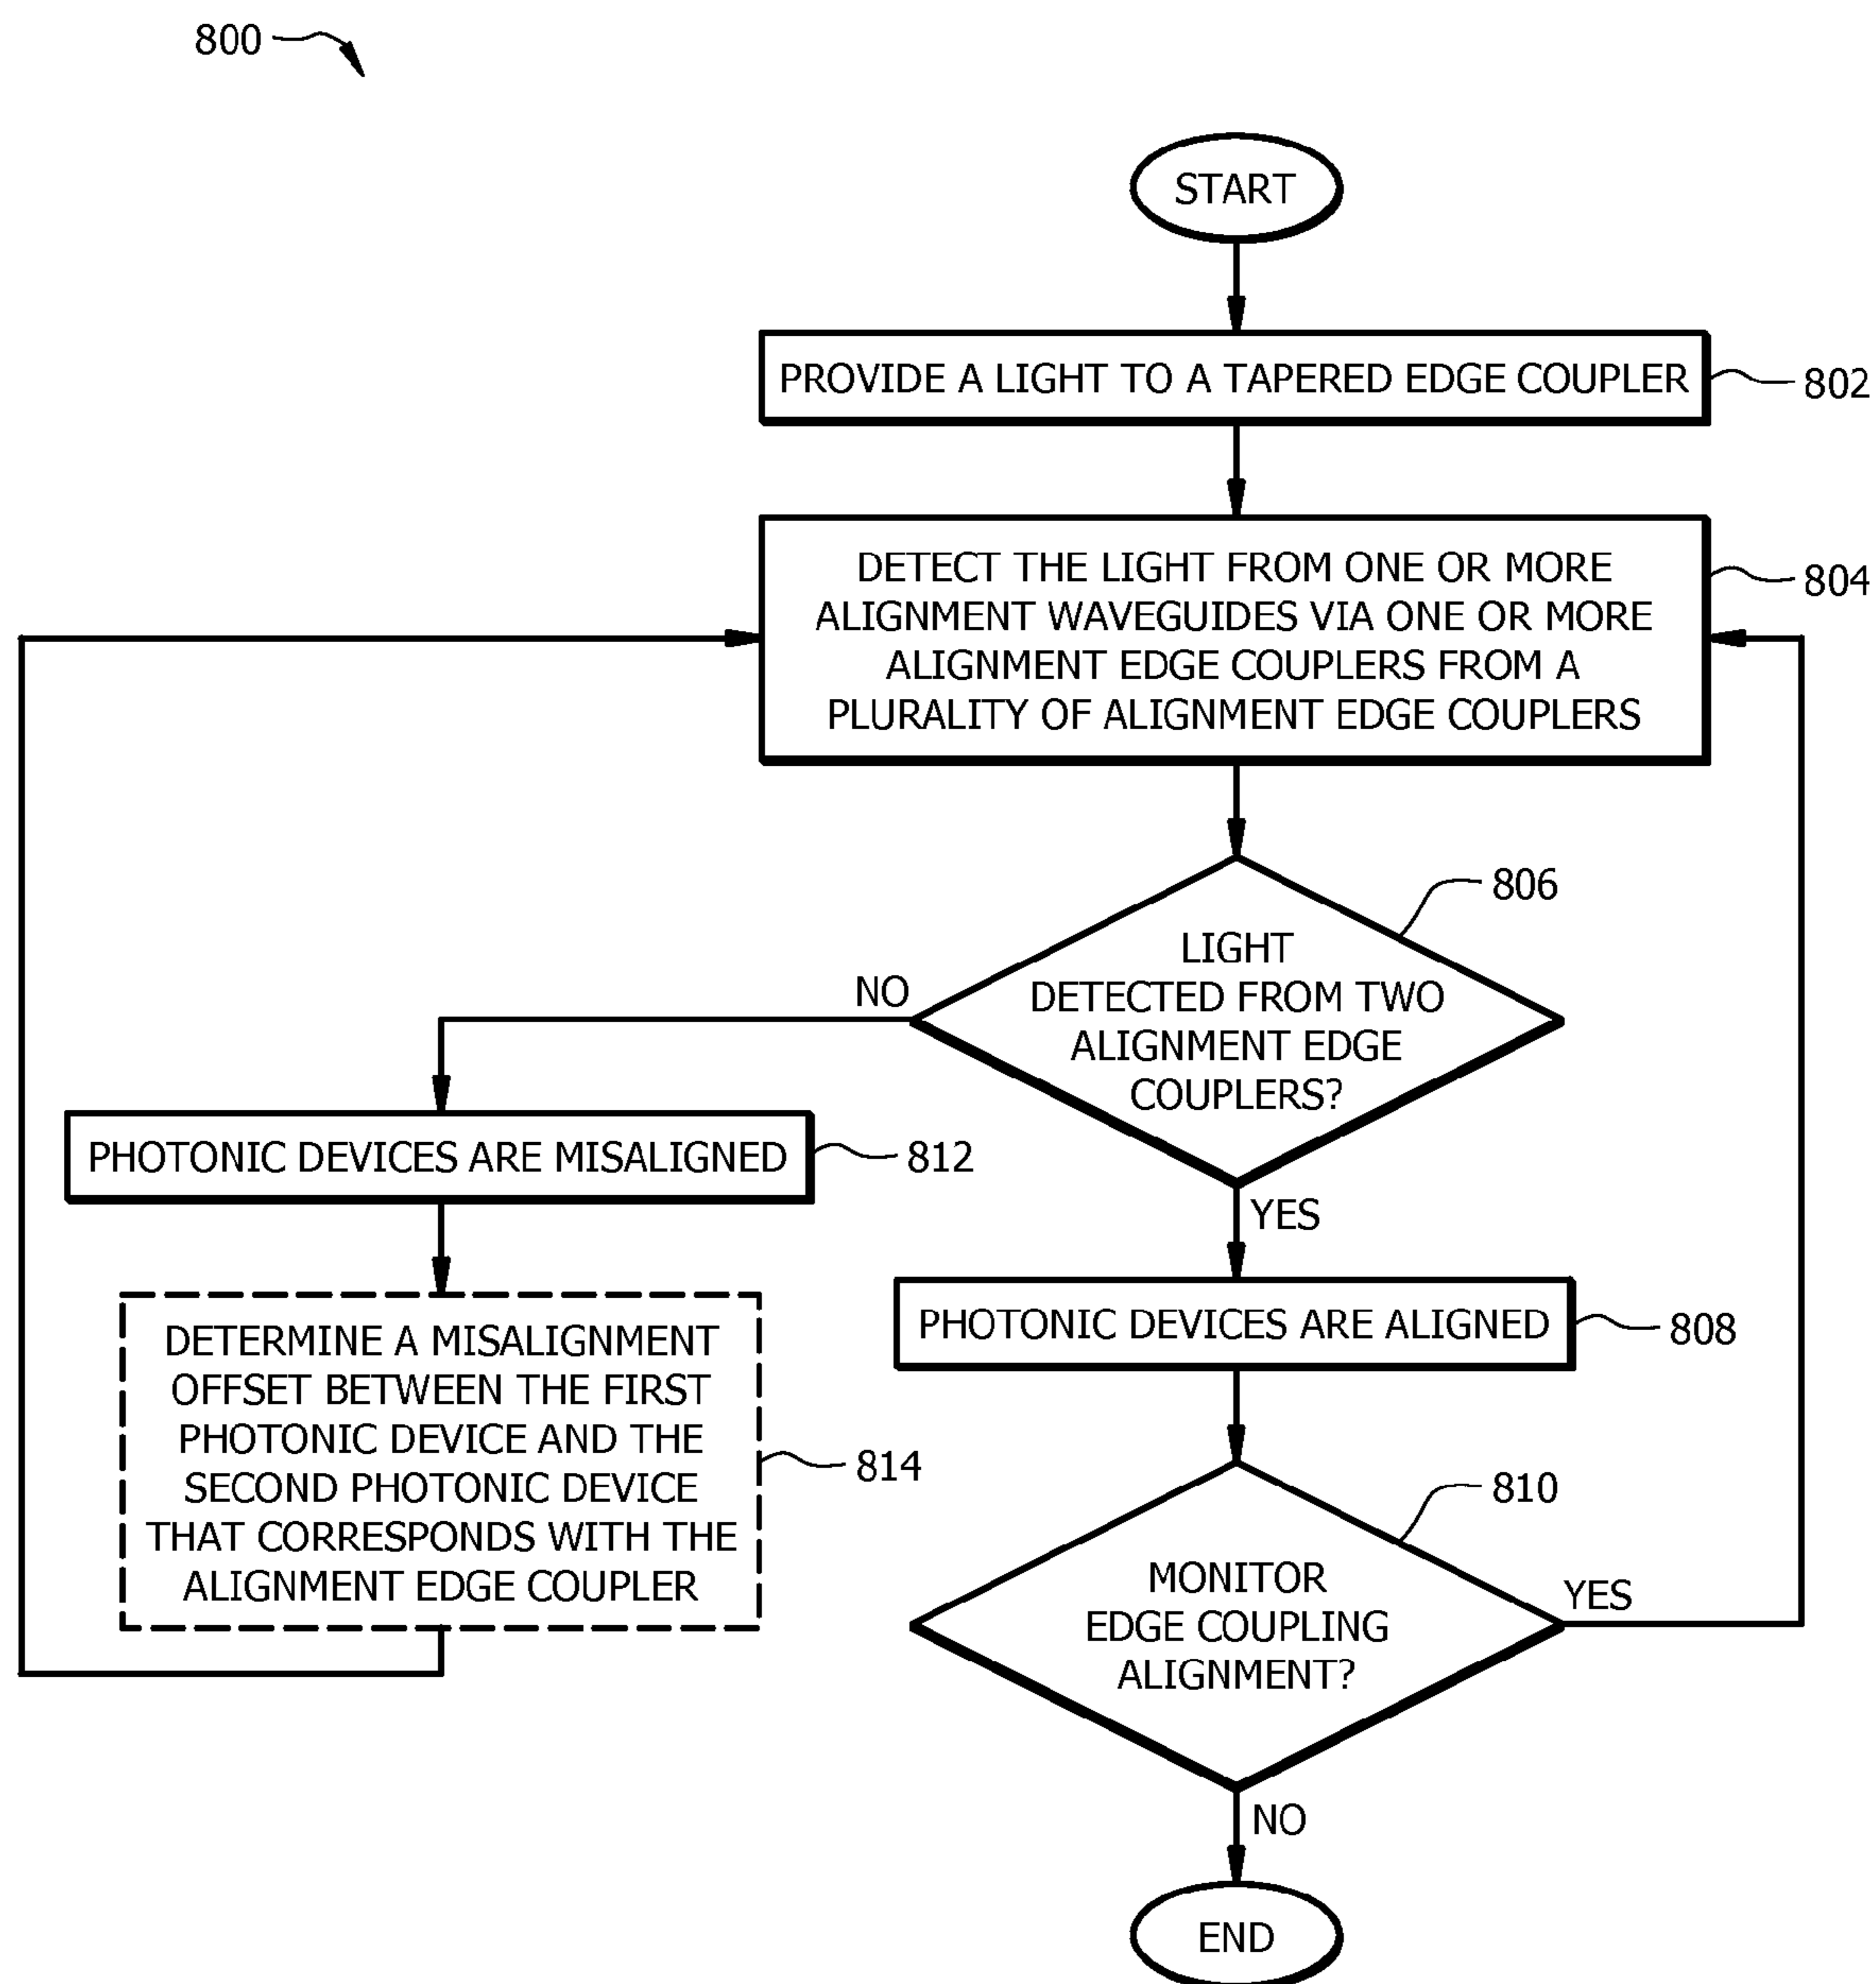 800
START
PROVIDE A LIGHT TO A TAPERED EDGE COUPLER
802
DETECT THE LIGHT FROM ONE OR MORE
ALIGNMENT WAVEGUIDES VIA ONE OR MORE
ALIGNMENT EDGE COUPLERS FROM A
PLURALITY OF ALIGNMENT EDGE COUPLERS
804
806
LIGHT
DETECTED FROM TWO
ALIGNMENT EDGE
COUPLERS?
NO
YES
PHOTONIC DEVICES ARE MISALIGNED
812
PHOTONIC DEVICES ARE ALIGNED
808
DETERMINE A MISALIGNMENT
OFFSET BETWEEN THE FIRST
PHOTONIC DEVICE AND THE
SECOND PHOTONIC DEVICE
THAT CORRESPONDS WITH THE
ALIGNMENT EDGE COUPLER
814
810
MONITOR
EDGE COUPLING
ALIGNMENT?
YES
NO
END